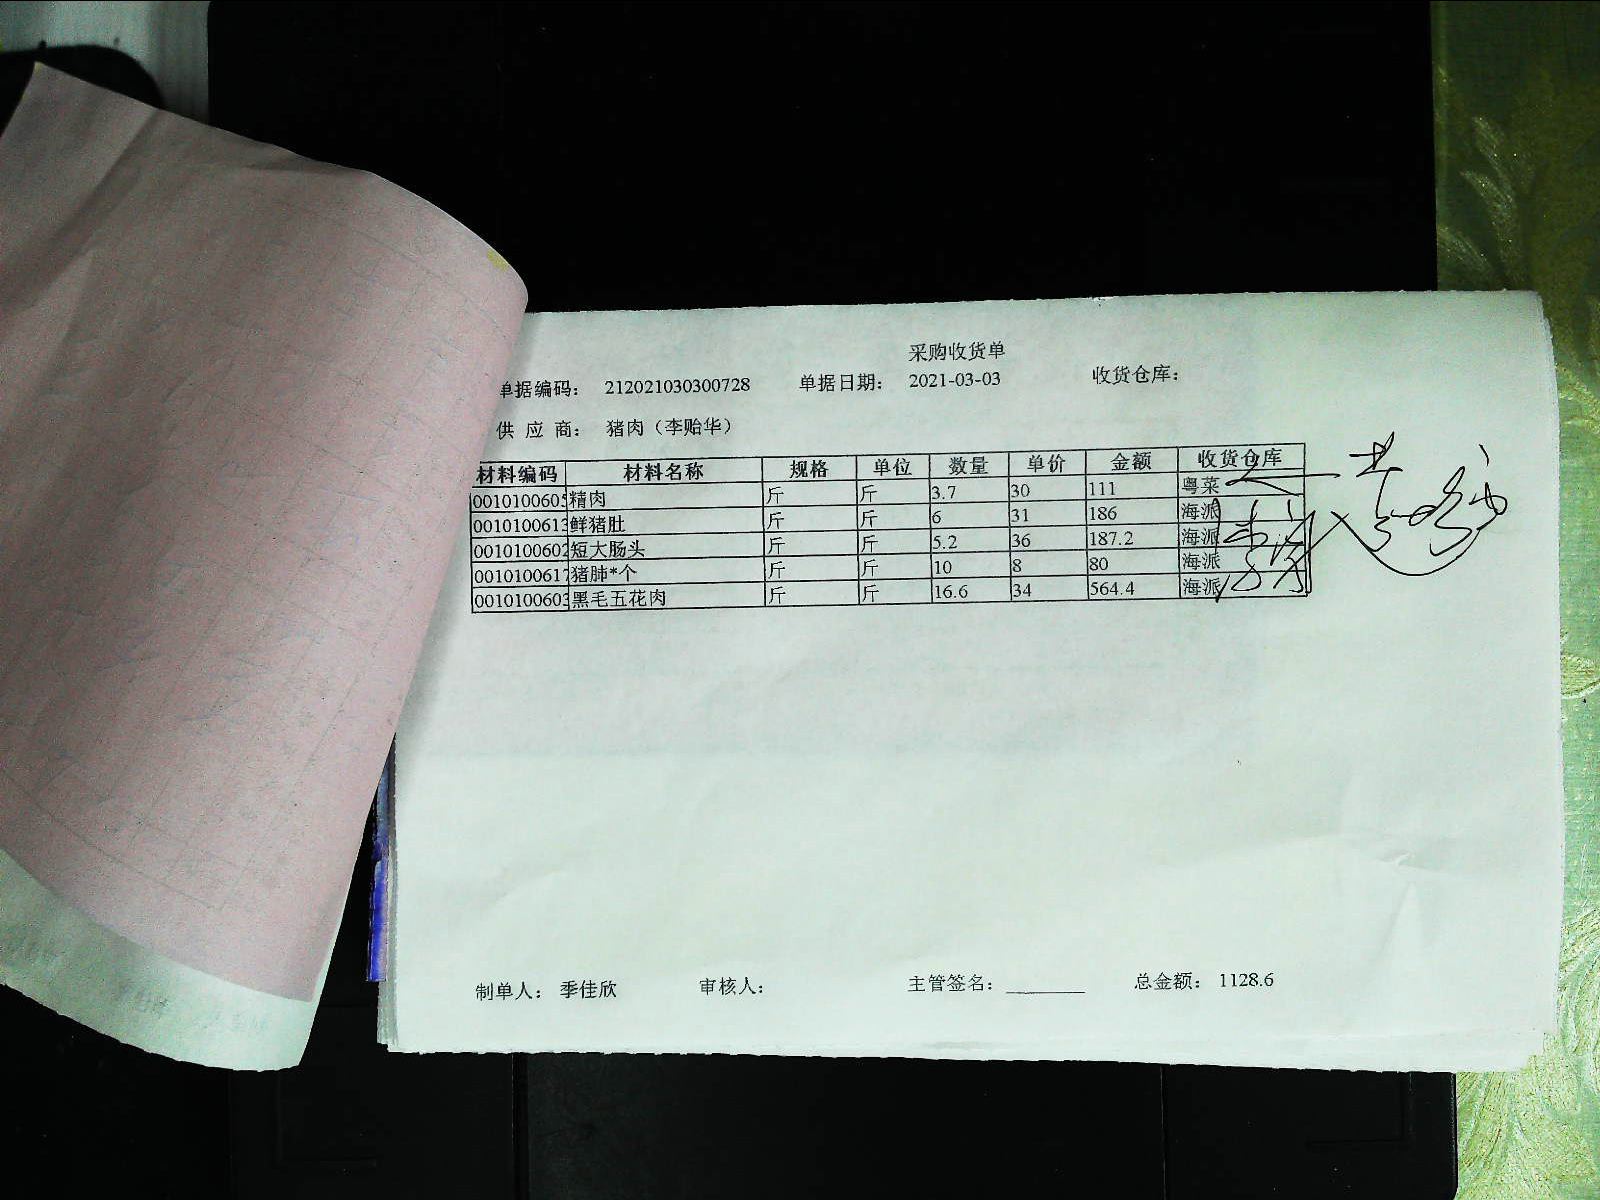 采购收货单
单据编码： 212021030300728 单据日期： 2021-03-03 收货仓库：
供 应 商： 猪肉（李贻华）
材料编码 材料名称 规格 单位 数量 单价 金额 收货仓库
0010100605 精肉 斤 斤 3.7 30 111 粤菜
0010100613 鲜猪肚 斤 斤 6 31 186 海派
0010100602 短大肠头 斤 斤 5.2 36 187.2 海派
0010100617 猪肺*个 斤 斤 10 8 80 海派
0010100603 黑毛五花肉 斤 斤 16.6 34 564.4 海派
制单人： 季佳欣 审核人： 主管签名： 总金额： 1128.6